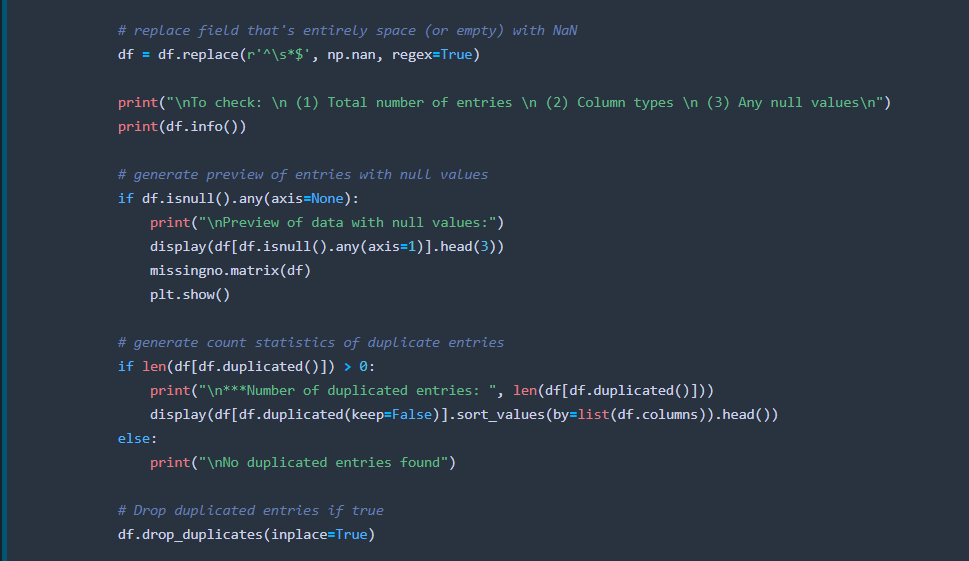 # replace field that's entirely space (or empty) with NaN
df = df.replace(r'^\s*$', np.nan, regex=True)
print("\nTo check: \n (1) Total number of entries \n (2) Column types \n (3) Any null values\n")
print(df.info())
# generate preview of entries with null values
if df.isnull().any(axis=None):
    print("\nPreview of data with null values:")
    display(df[df.isnull().any(axis=1)].head(3))
    missingno.matrix(df)
    plt.show()
# generate count statistics of duplicate entries
if len(df[df.duplicated()]) > 0:
    print("\n***Number of duplicated entries: ", len(df[df.duplicated()]))
    display(df[df.duplicated(keep=False)].sort_values(by=list(df.columns)).head())
else:
    print("\nNo duplicated entries found")
# Drop duplicated entries if true
df.drop_duplicates(inplace=True)